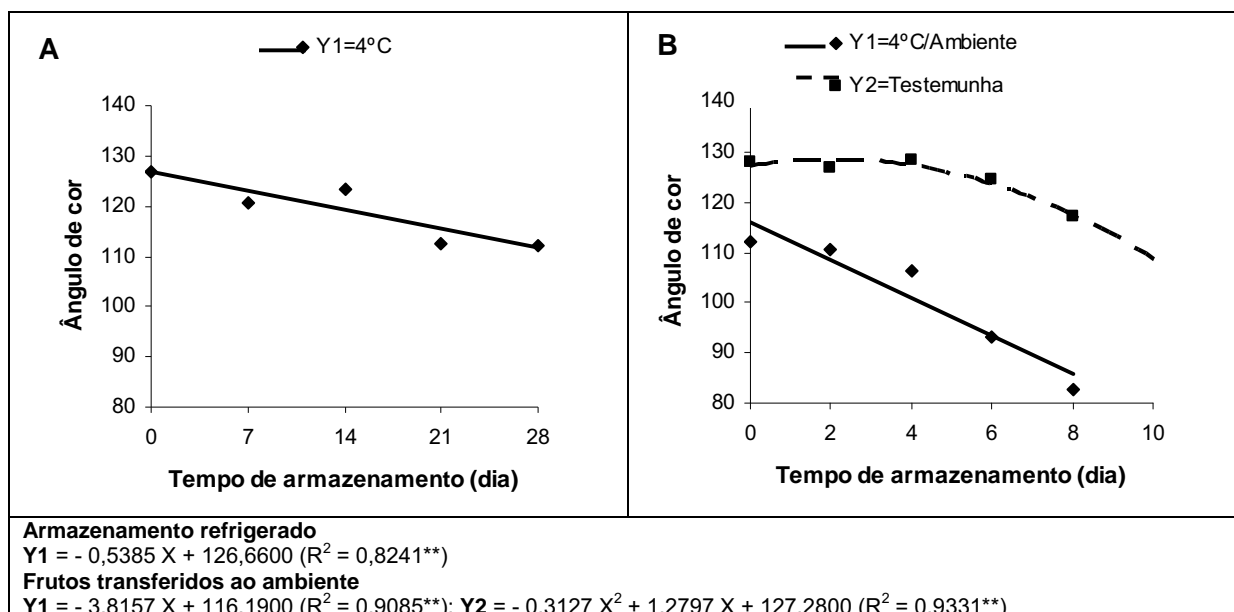 A
Y1=4ºC
Ângulo de cor
140
130
120
110
100
90
80
0 7 14 21 28
Tempo de armazenamento (dia)
B
Y1=4ºC/Ambiente
Y2=Testemunha
Ângulo de cor
140
130
120
110
100
90
80
0 2 4 6 8 10
Tempo de armazenamento (dia)
Armazenamento refrigerado
Y1 = - 0,5385 X + 126,6600 (R² = 0,8241**)
Frutos transferidos ao ambiente
Y1 = - 3,8157 X + 116,1900 (R² = 0,9085**); Y2 = - 0,3127 X² + 1,2797 X + 127,2800 (R² = 0,9331**)